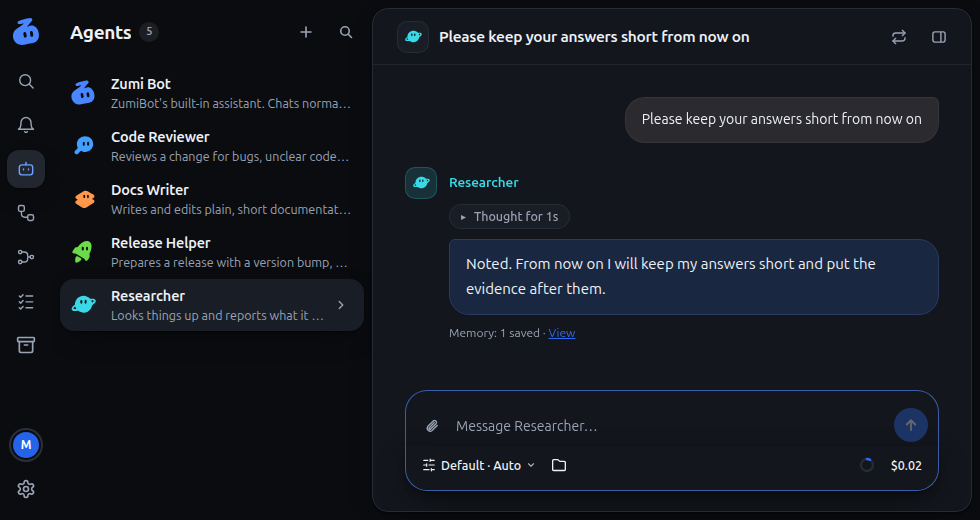 Agents 5
Zumi Bot
ZumiBot's built-in assistant. Chats norma…
Code Reviewer
Reviews a change for bugs, unclear code…
Docs Writer
Writes and edits plain, short documentat…
Release Helper
Prepares a release with a version bump, …
Researcher
Looks things up and reports what it …
M
Please keep your answers short from now on
Please keep your answers short from now on
Researcher
Thought for 1s
Noted. From now on I will keep my answers short and put the
evidence after them.
Memory: 1 saved · View
Message Researcher…
Default · Auto
$0.02